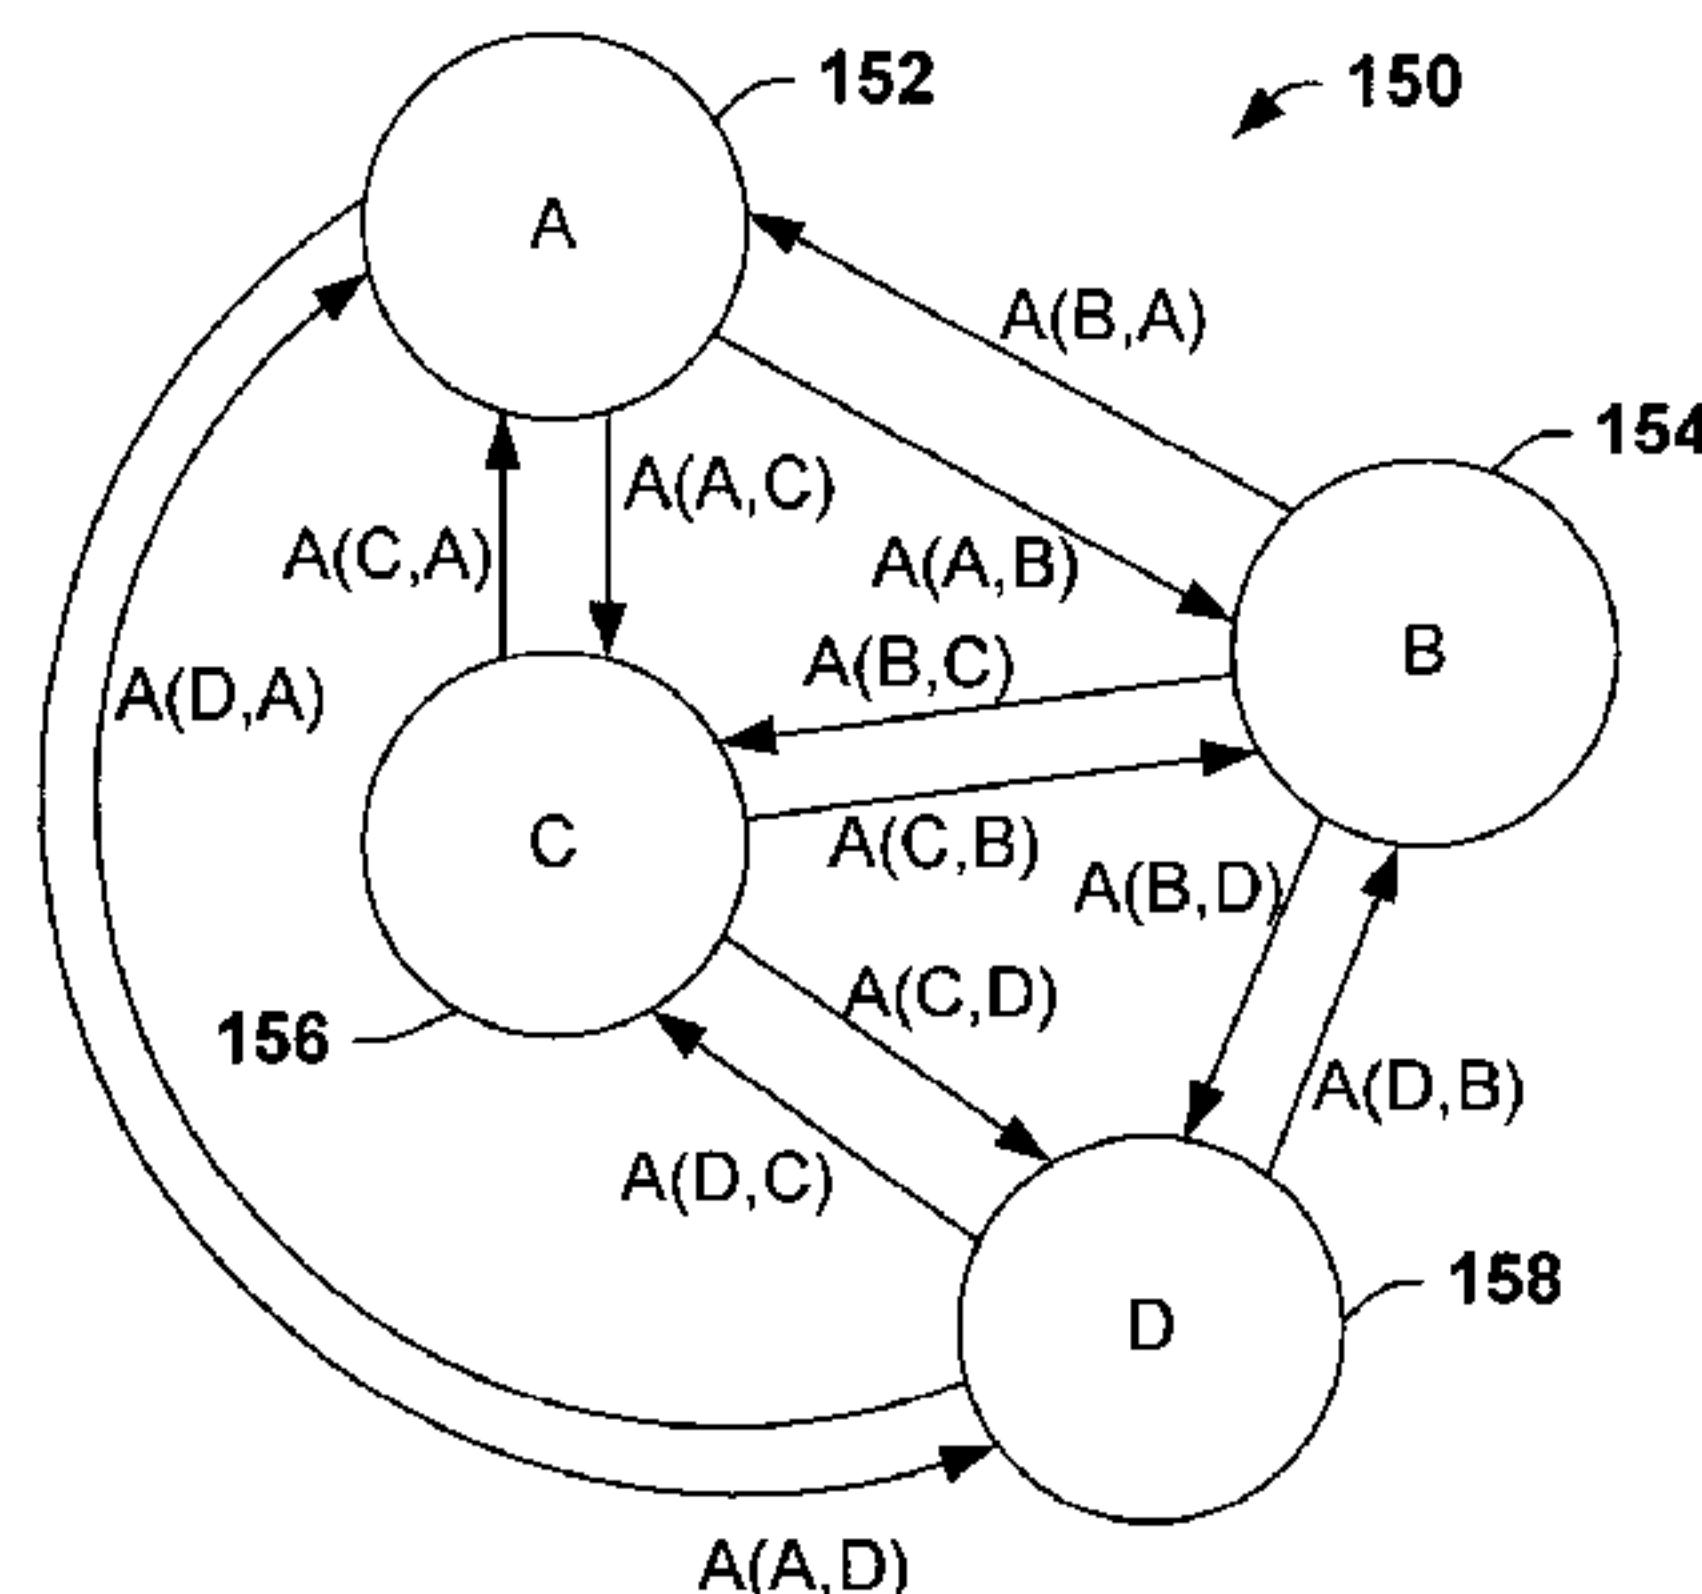 152
150
A
A(B,A)
154
A(A,C)
A(C,A)
A(A,B)
B
A(B,C)
A(D,A)
C
A(C,B)
A(B,D)
A(C,D)
156
A(D,B)
A(D,C)
158
D
A(A,D)